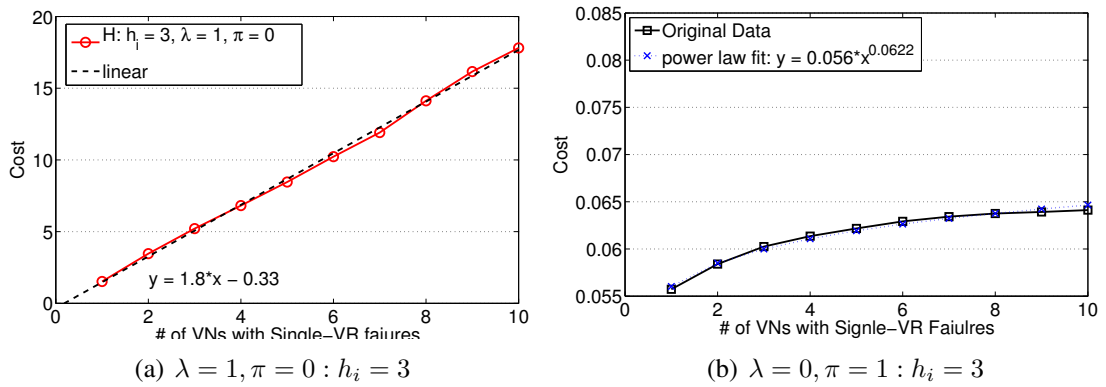 20
15
10
5
0
0
2
4
6
8
10
Cost
H: h_i = 3, λ = 1, π = 0
linear
y = 1.8*x − 0.33
# of VNs with Single−VR faiures
(a) λ = 1, π = 0 : h_i = 3
0.085
0.08
0.075
0.07
0.065
0.06
0.055
0
2
4
6
8
10
Cost
Original Data
power law fit: y = 0.056*x^0.0622
# of VNs with Signle−VR Faiulres
(b) λ = 0, π = 1 : h_i = 3